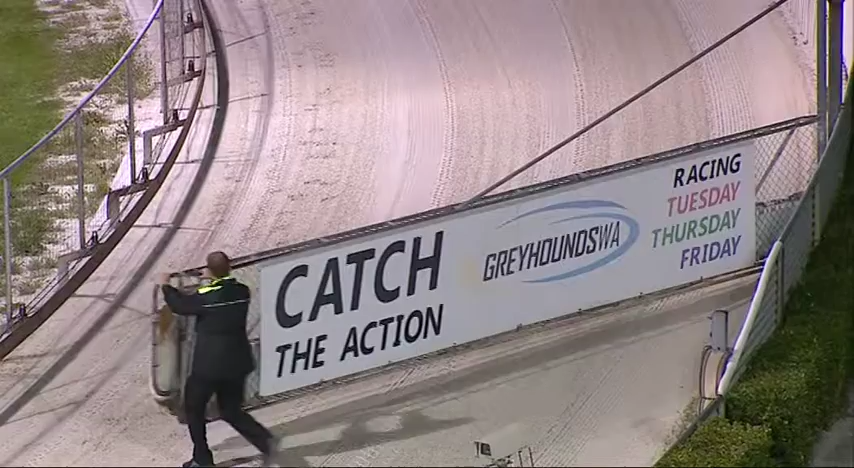 CATCH
THE ACTION
GREYHOUNDSWA
RACING
TUESDAY
THURSDAY
FRIDAY